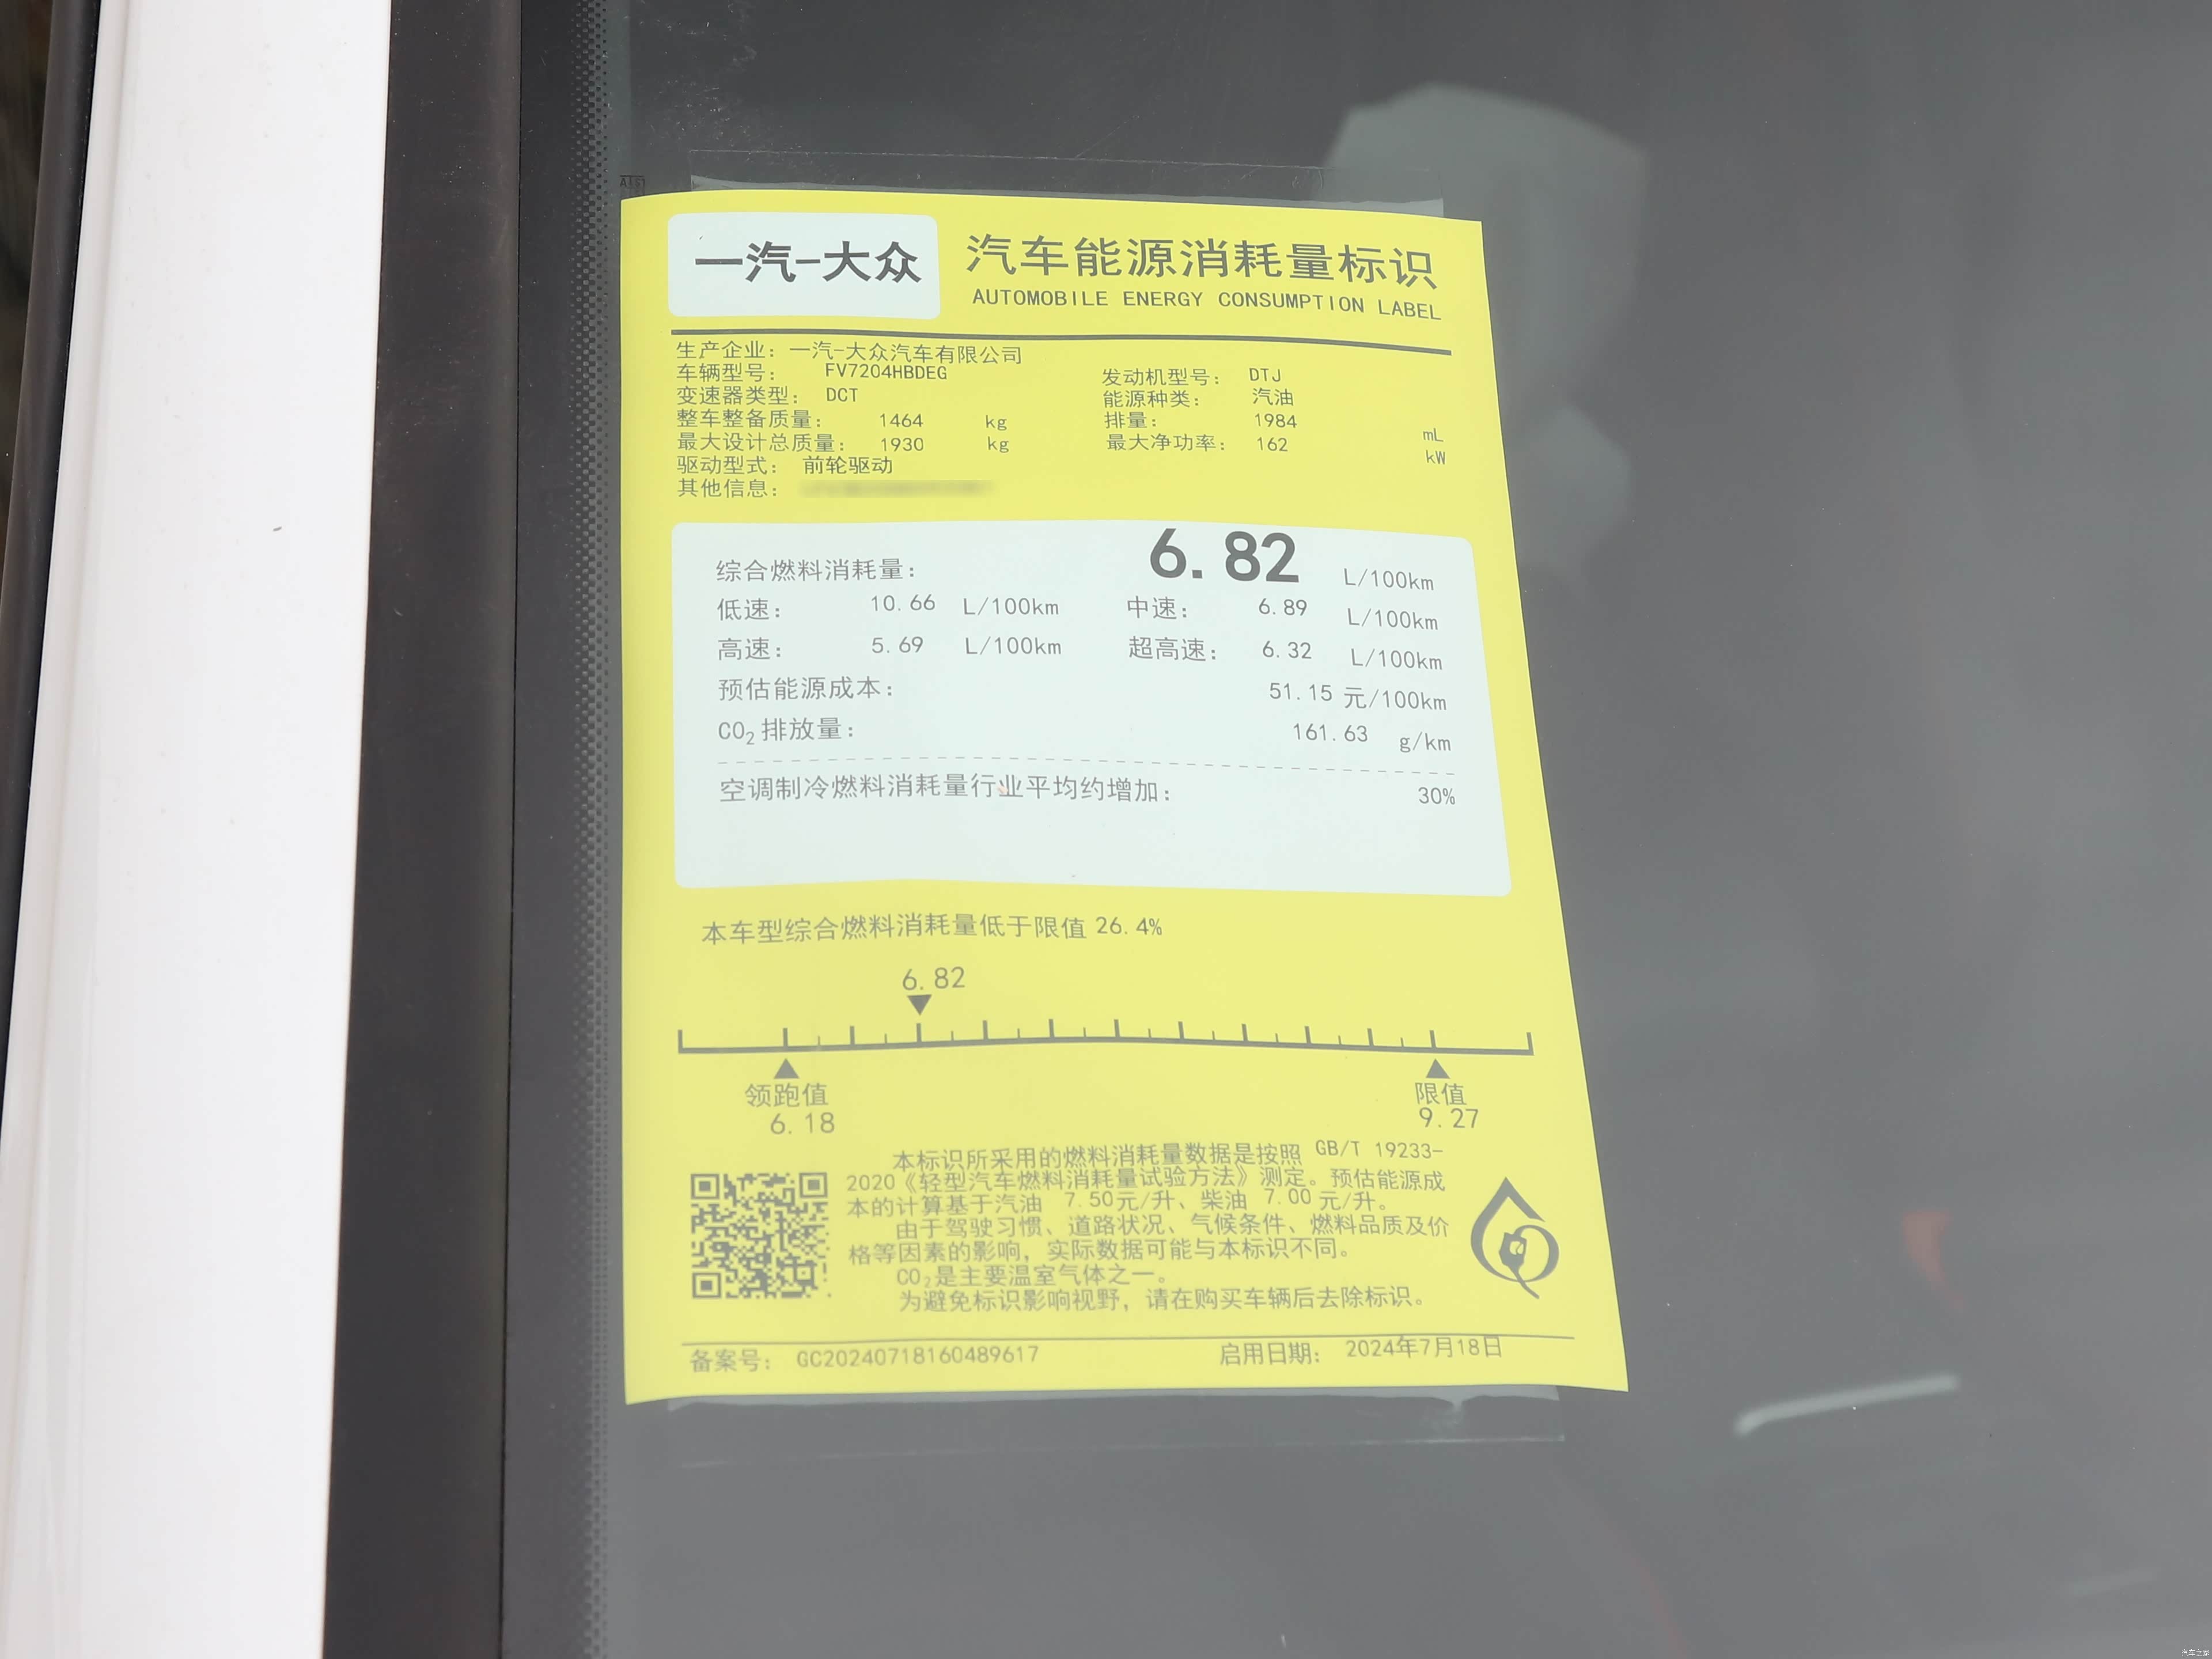 一汽-大众
汽车能源消耗量标识
AUTOMOBILE ENERGY CONSUMPTION LABEL
生产企业：一汽-大众汽车有限公司
车辆型号： FV7204HBDEG 发动机型号： DTJ
变速器类型： DCT 能源种类： 汽油
整车整备质量： 1464 kg 排量： 1984 mL
最大设计总质量： 1930 kg 最大净功率： 162 kW
驱动型式： 前轮驱动
其他信息：
综合燃料消耗量： 6.82 L/100km
低速： 10.66 L/100km 中速： 6.89 L/100km
高速： 5.69 L/100km 超高速： 6.32 L/100km
预估能源成本： 51.15 元/100km
CO₂排放量： 161.63 g/km
空调制冷燃料消耗量行业平均约增加： 30%
本车型综合燃料消耗量低于限值 26.4%
6.82
领跑值 限值
6.18 9.27
本标识所采用的燃料消耗量数据是按照 GB/T 19233-
2020《轻型汽车燃料消耗量试验方法》测定。预估能源成
本的计算基于汽油 7.50元/升、柴油 7.00 元/升。
由于驾驶习惯、道路状况、气候条件、燃料品质及价
格等因素的影响，实际数据可能与本标识不同。
CO₂是主要温室气体之一。
为避免标识影响视野，请在购买车辆后去除标识。
备案号： GC20240718160489617 启用日期： 2024年7月18日
汽车之家